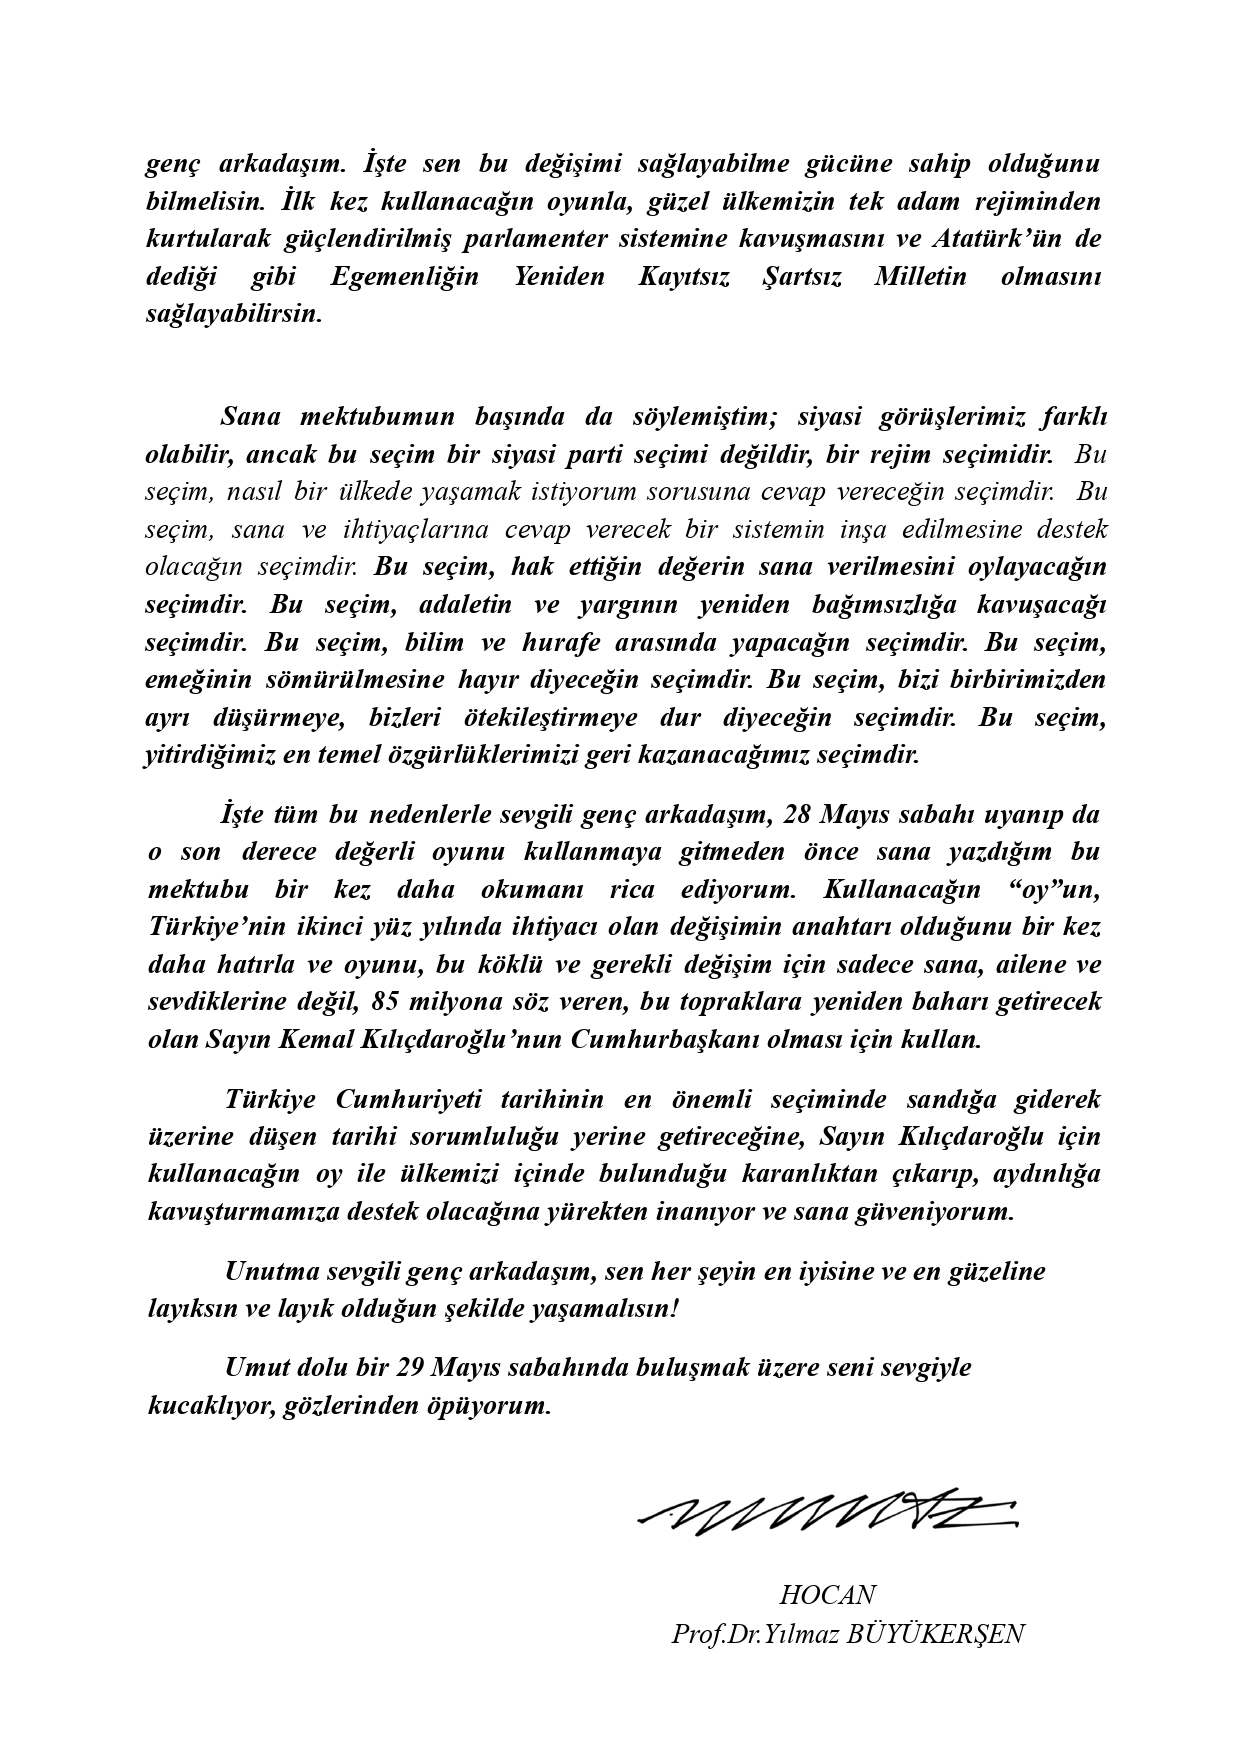 genç arkadaşım. İşte sen bu değişimi sağlayabilme gücüne sahip olduğunu
bilmelisin. İlk kez kullanacağın oyunla, güzel ülkemizin tek adam rejiminden
kurtularak güçlendirilmiş parlamenter sistemine kavuşmasını ve Atatürk’ün de
dediği gibi Egemenliğin Yeniden Kayıtsız Şartsız Milletin olmasını
sağlayabilirsin.
Sana mektubumun başında da söylemiştim; siyasi görüşlerimiz farklı
olabilir, ancak bu seçim bir siyasi parti seçimi değildir, bir rejim seçimidir. Bu
seçim, nasıl bir ülkede yaşamak istiyorum sorusuna cevap vereceğin seçimdir. Bu
seçim, sana ve ihtiyaçlarına cevap verecek bir sistemin inşa edilmesine destek
olacağın seçimdir. Bu seçim, hak ettiğin değerin sana verilmesini oylayacağın
seçimdir. Bu seçim, adaletin ve yargının yeniden bağımsızlığa kavuşacağı
seçimdir. Bu seçim, bilim ve hurafe arasında yapacağın seçimdir. Bu seçim,
emeğinin sömürülmesine hayır diyeceğin seçimdir. Bu seçim, bizi birbirimizden
ayrı düşürmeye, bizleri ötekileştirmeye dur diyeceğin seçimdir. Bu seçim,
yitirdiğimiz en temel özgürlüklerimizi geri kazanacağımız seçimdir.
İşte tüm bu nedenlerle sevgili genç arkadaşım, 28 Mayıs sabahı uyanıp da
o son derece değerli oyunu kullanmaya gitmeden önce sana yazdığım bu
mektubu bir kez daha okumanı rica ediyorum. Kullanacağın “oy”un,
Türkiye’nin ikinci yüz yılında ihtiyacı olan değişimin anahtarı olduğunu bir kez
daha hatırla ve oyunu, bu köklü ve gerekli değişim için sadece sana, ailene ve
sevdiklerine değil, 85 milyona söz veren, bu topraklara yeniden baharı getirecek
olan Sayın Kemal Kılıçdaroğlu’nun Cumhurbaşkanı olması için kullan.
Türkiye Cumhuriyeti tarihinin en önemli seçiminde sandığa giderek
üzerine düşen tarihi sorumluluğu yerine getireceğine, Sayın Kılıçdaroğlu için
kullanacağın oy ile ülkemizi içinde bulunduğu karanlıktan çıkarıp, aydınlığa
kavuşturmamıza destek olacağına yürekten inanıyor ve sana güveniyorum.
Unutma sevgili genç arkadaşım, sen her şeyin en iyisine ve en güzeline
layıksın ve layık olduğun şekilde yaşamalısın!
Umut dolu bir 29 Mayıs sabahında buluşmak üzere seni sevgiyle
kucaklıyor, gözlerinden öpüyorum.
HOCAN
Prof.Dr.Yılmaz BÜYÜKERŞEN